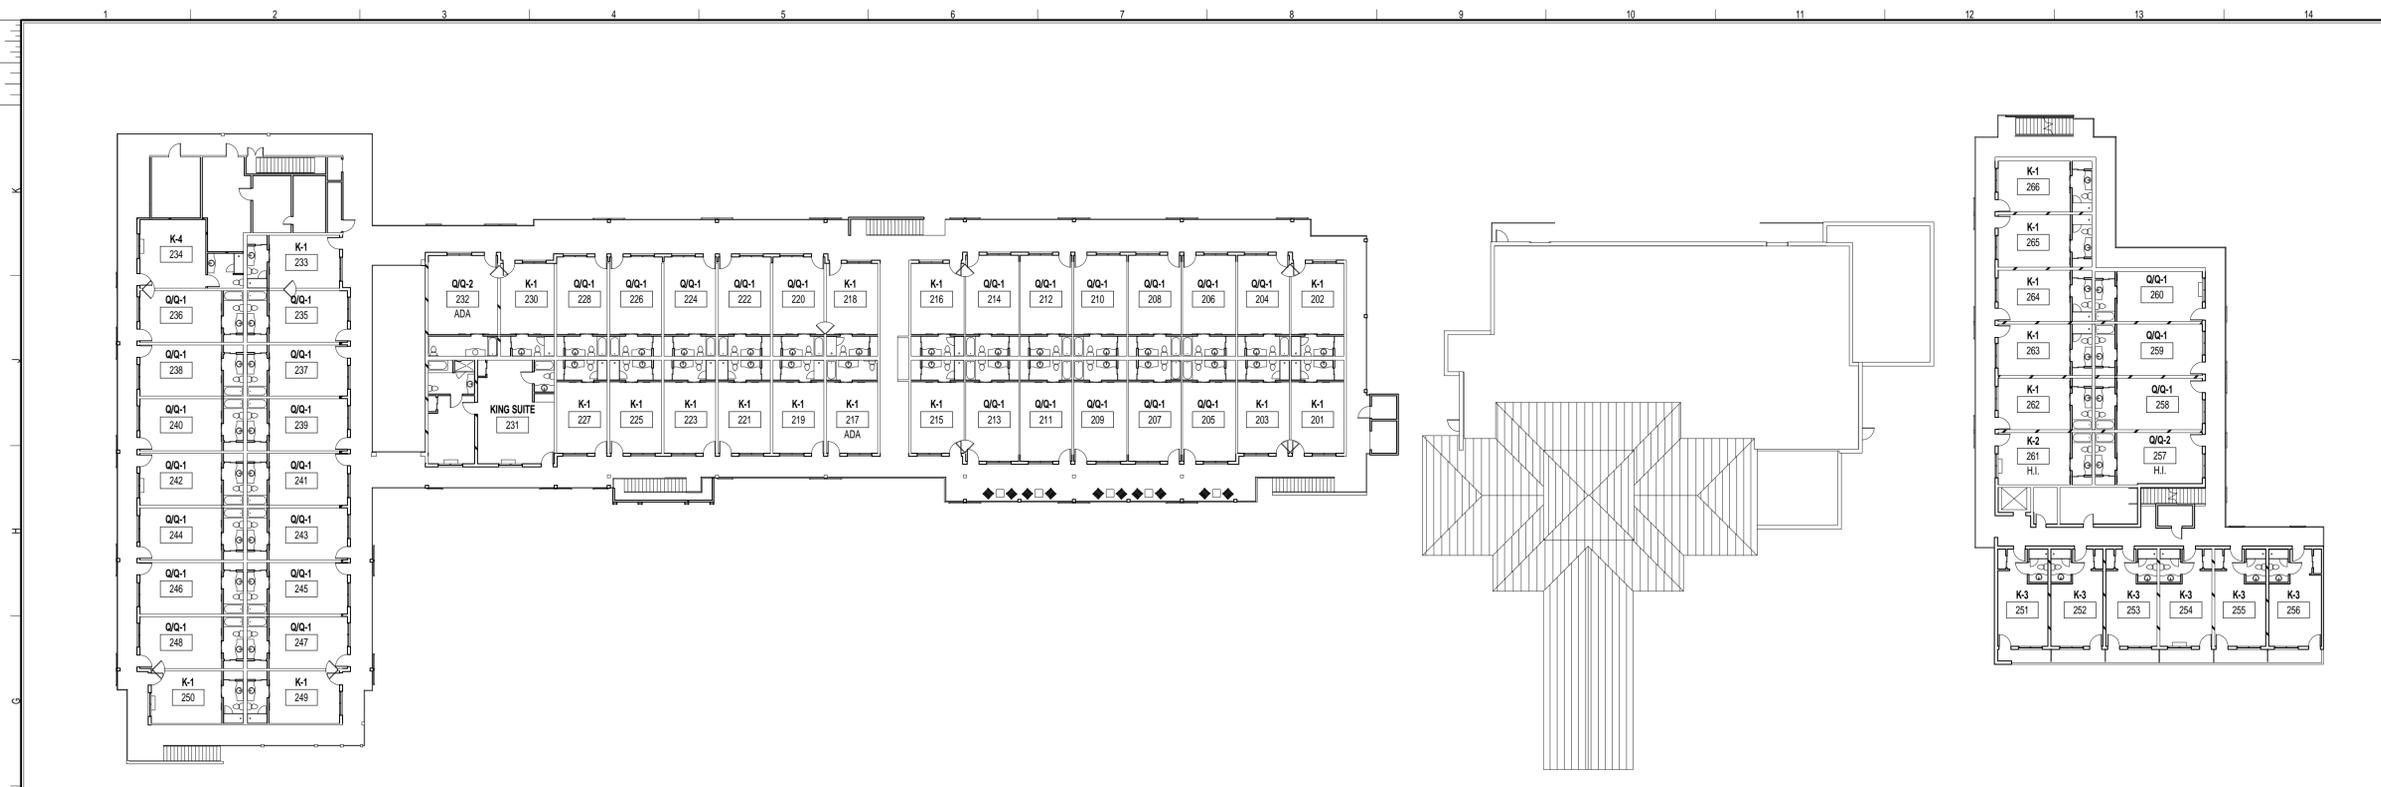 1 2 3 4 5 6 7 8 9 10 11 12 13 14
K
J
H
G
K-4
234
K-1
233
Q/Q-1
236
Q/Q-1
235
Q/Q-1
238
Q/Q-1
237
Q/Q-1
240
Q/Q-1
239
Q/Q-1
242
Q/Q-1
241
Q/Q-1
244
Q/Q-1
243
Q/Q-1
246
Q/Q-1
245
Q/Q-1
248
Q/Q-1
247
K-1
250
K-1
249
Q/Q-2
232
ADA
K-1
230
Q/Q-1
228
Q/Q-1
226
Q/Q-1
224
Q/Q-1
222
Q/Q-1
220
K-1
218
K-1
216
Q/Q-1
214
Q/Q-1
212
Q/Q-1
210
Q/Q-1
208
Q/Q-1
206
Q/Q-1
204
K-1
202
KING SUITE
231
K-1
227
K-1
225
K-1
223
K-1
221
K-1
219
K-1
217
ADA
K-1
215
Q/Q-1
213
Q/Q-1
211
Q/Q-1
209
Q/Q-1
207
Q/Q-1
205
K-1
203
K-1
201
K-1
266
K-1
265
K-1
264
Q/Q-1
260
K-1
263
Q/Q-1
259
K-1
262
Q/Q-1
258
K-2
261
H.I.
Q/Q-2
257
H.I.
K-3
251
K-3
252
K-3
253
K-3
254
K-3
255
K-3
256